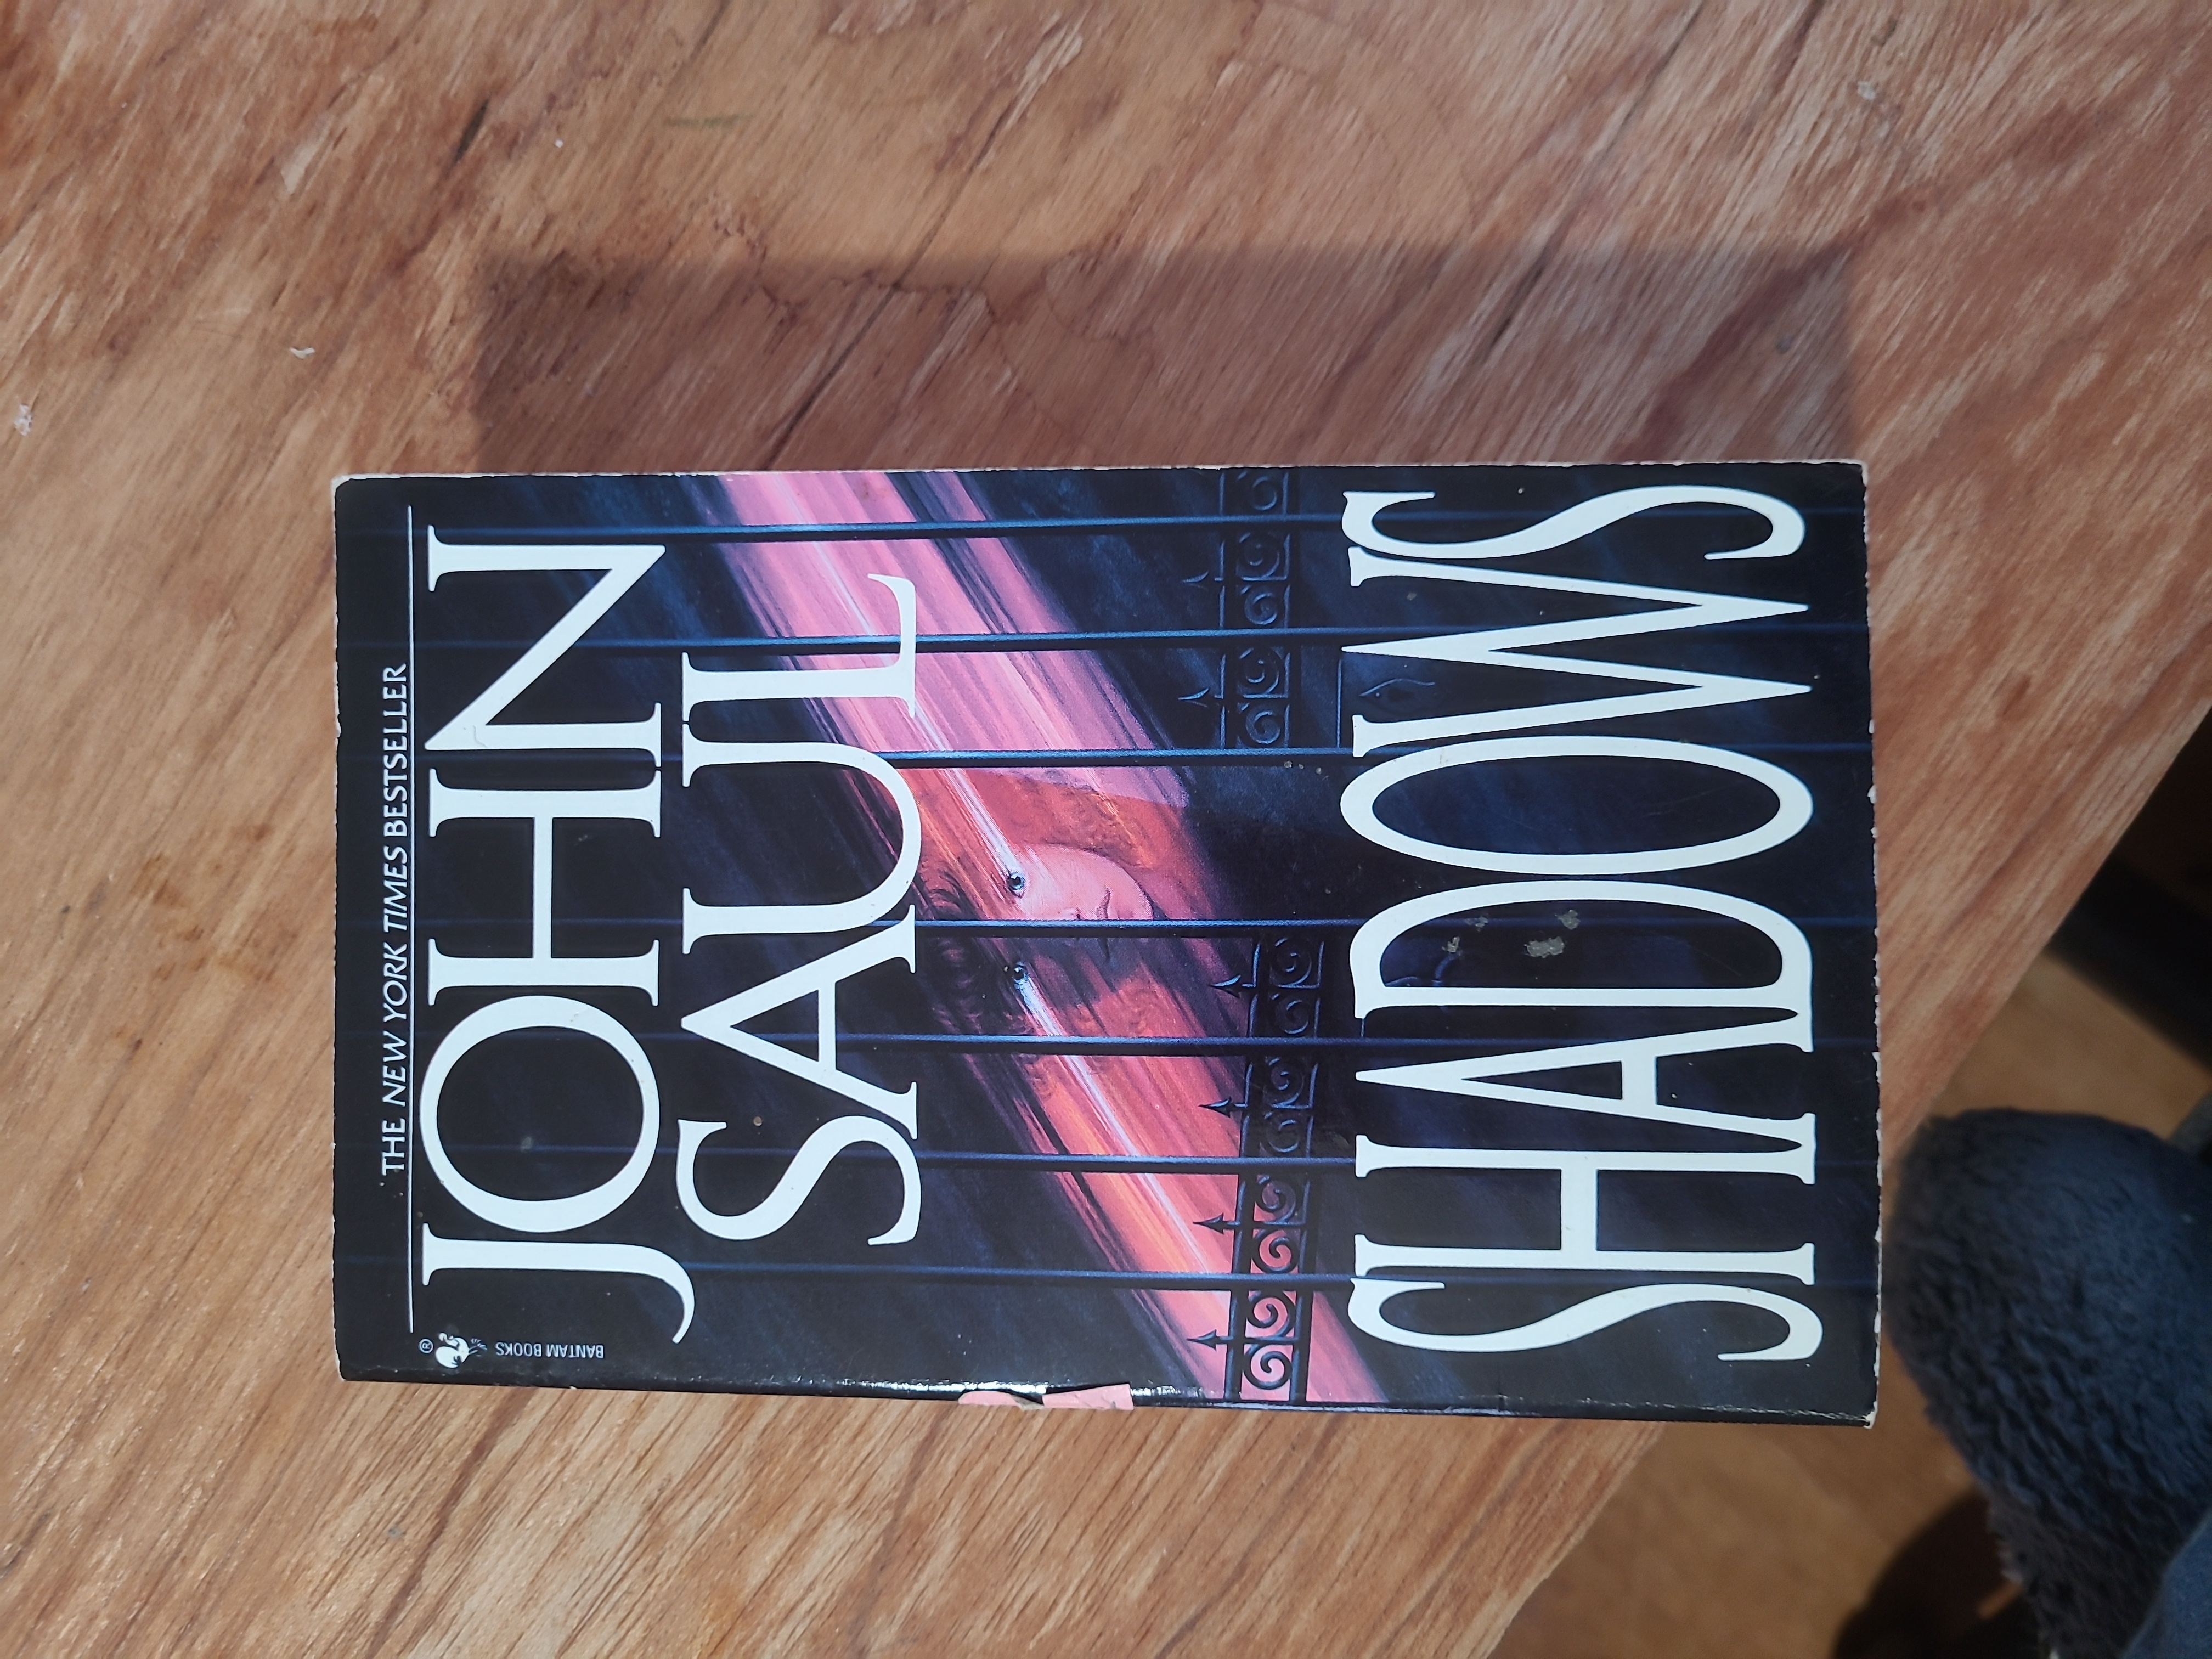 THE NEW YORK TIMES BESTSELLER
JOHN
SAUL
SHADOWS
®
BANTAM BOOKS